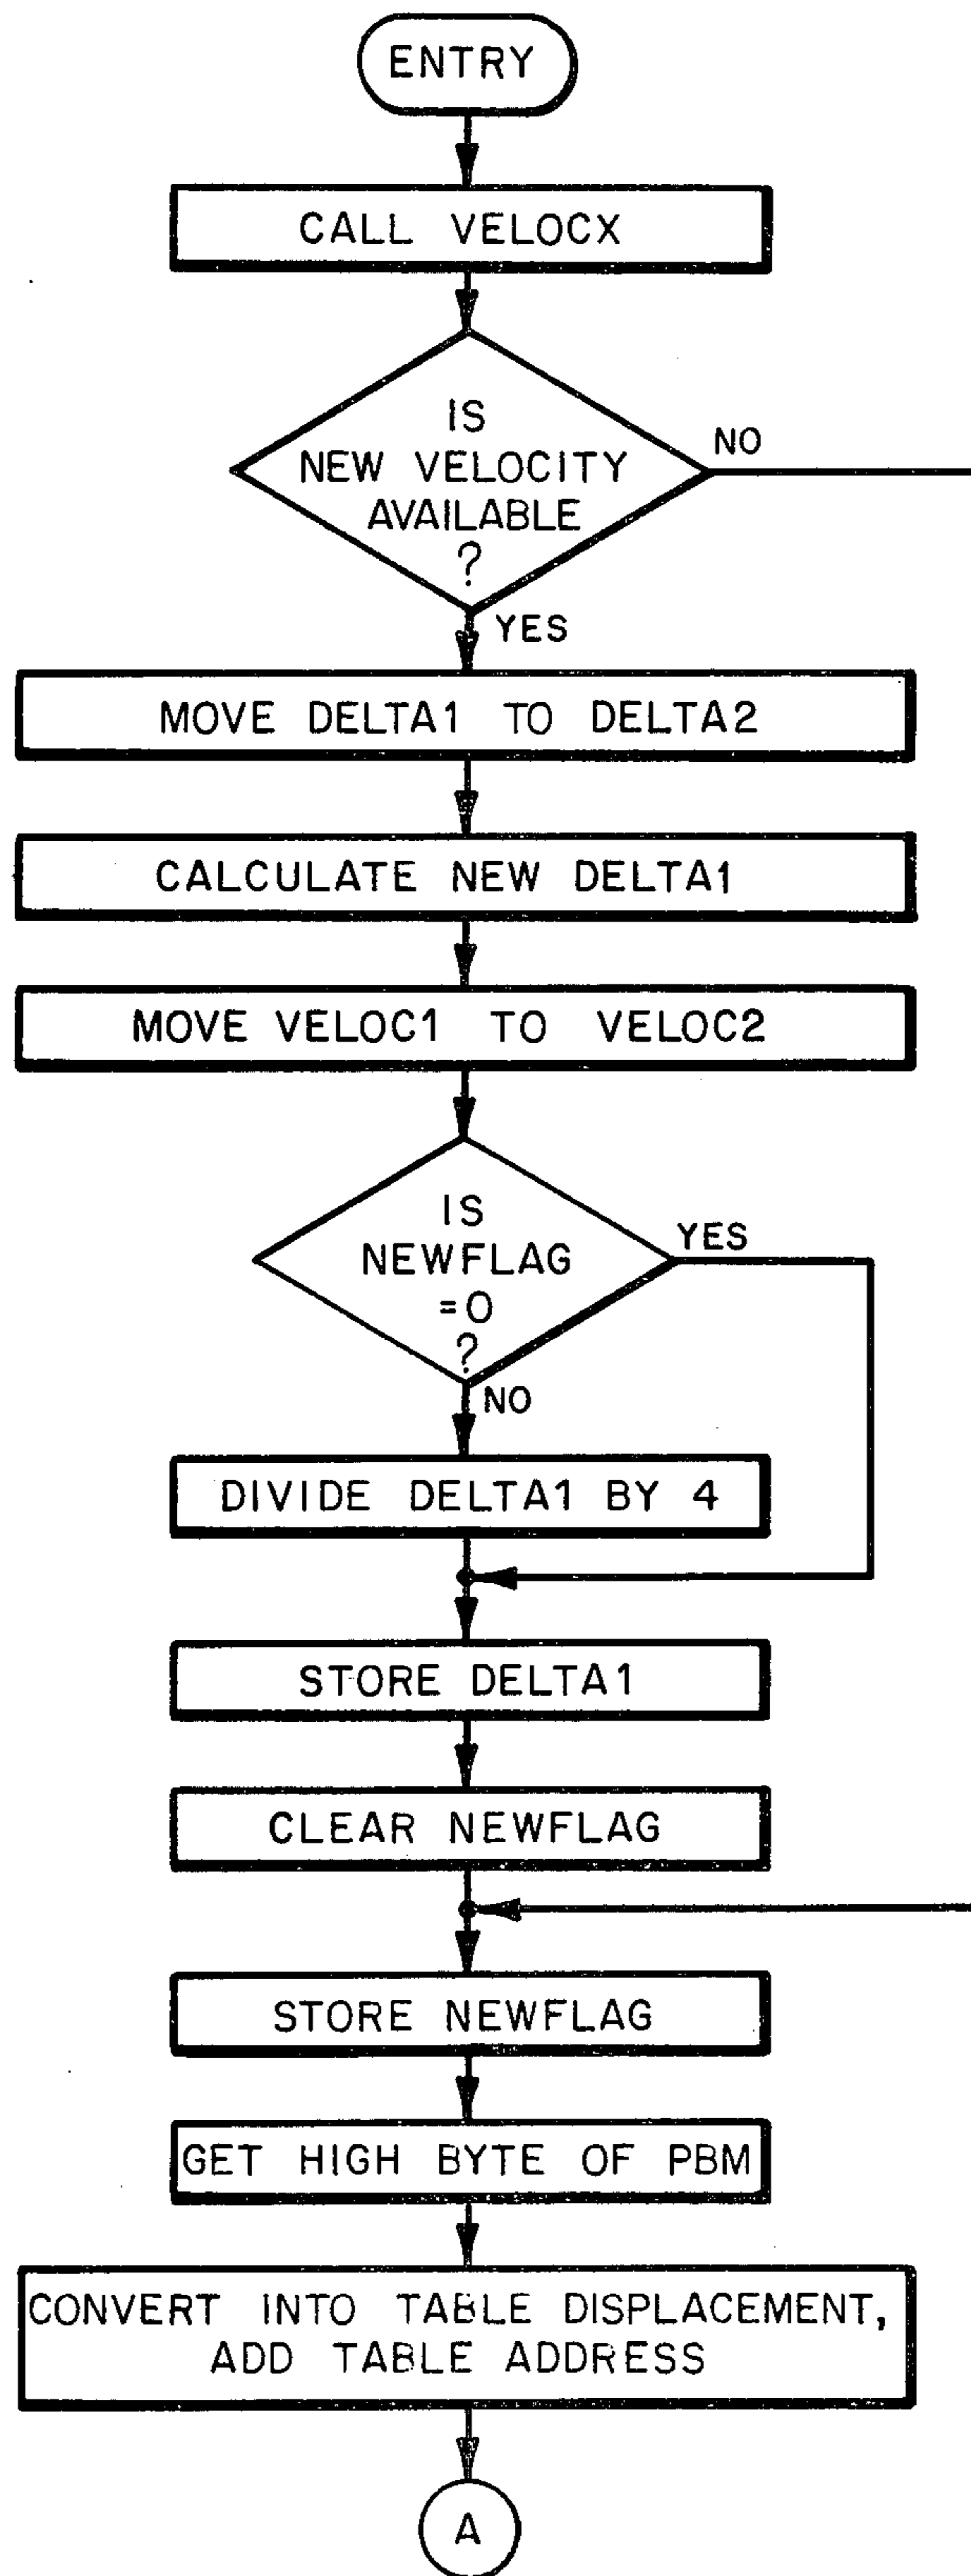 ENTRY
CALL VELOCX
IS
NEW VELOCITY
AVAILABLE
?
NO
YES
MOVE DELTA1 TO DELTA2
CALCULATE NEW DELTA1
MOVE VELOC1 TO VELOC2
IS
NEWFLAG
=0
?
YES
NO
DIVIDE DELTA1 BY 4
STORE DELTA1
CLEAR NEWFLAG
STORE NEWFLAG
GET HIGH BYTE OF PBM
CONVERT INTO TABLE DISPLACEMENT,
ADD TABLE ADDRESS
A